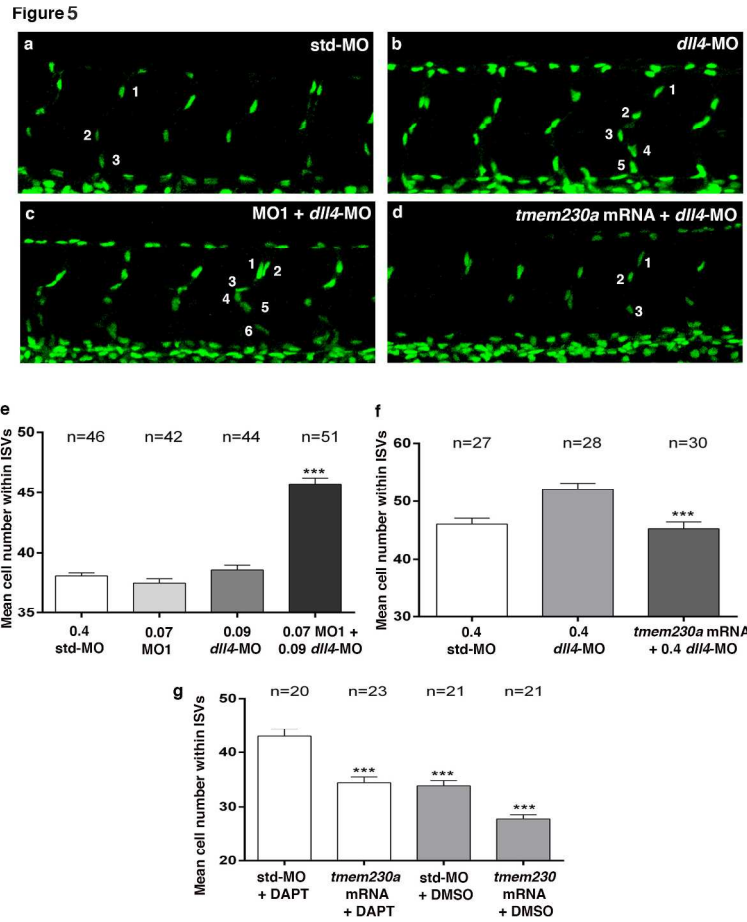 Figure 5
a std-MO
1
2
3
b dll4-MO
1
2
3
4
5
c MO1 + dll4-MO
1
2
3
4
5
6
d tmem230a mRNA + dll4-MO
1
2
3
e
Mean cell number within ISVs
50
45
40
35
n=46 n=42 n=44 n=51
***
0.4 std-MO
0.07 MO1
0.09 dll4-MO
0.07 MO1 + 0.09 dll4-MO
f
Mean cell number within ISVs
60
50
40
30
n=27 n=28 n=30
***
0.4 std-MO
0.4 dll4-MO
tmem230a mRNA + 0.4 dll4-MO
g
Mean cell number within ISVs
50
40
30
20
n=20 n=23 n=21 n=21
*** *** ***
std-MO + DAPT
tmem230a mRNA + DAPT
std-MO + DMSO
tmem230 mRNA + DMSO